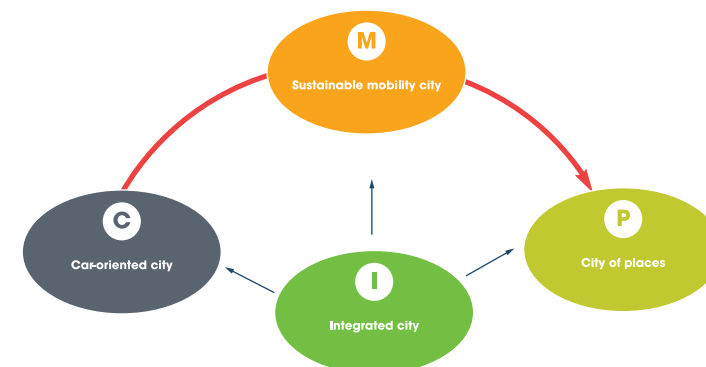 M
Sustainable mobility city
C
Car-oriented city
P
City of places
I
Integrated city